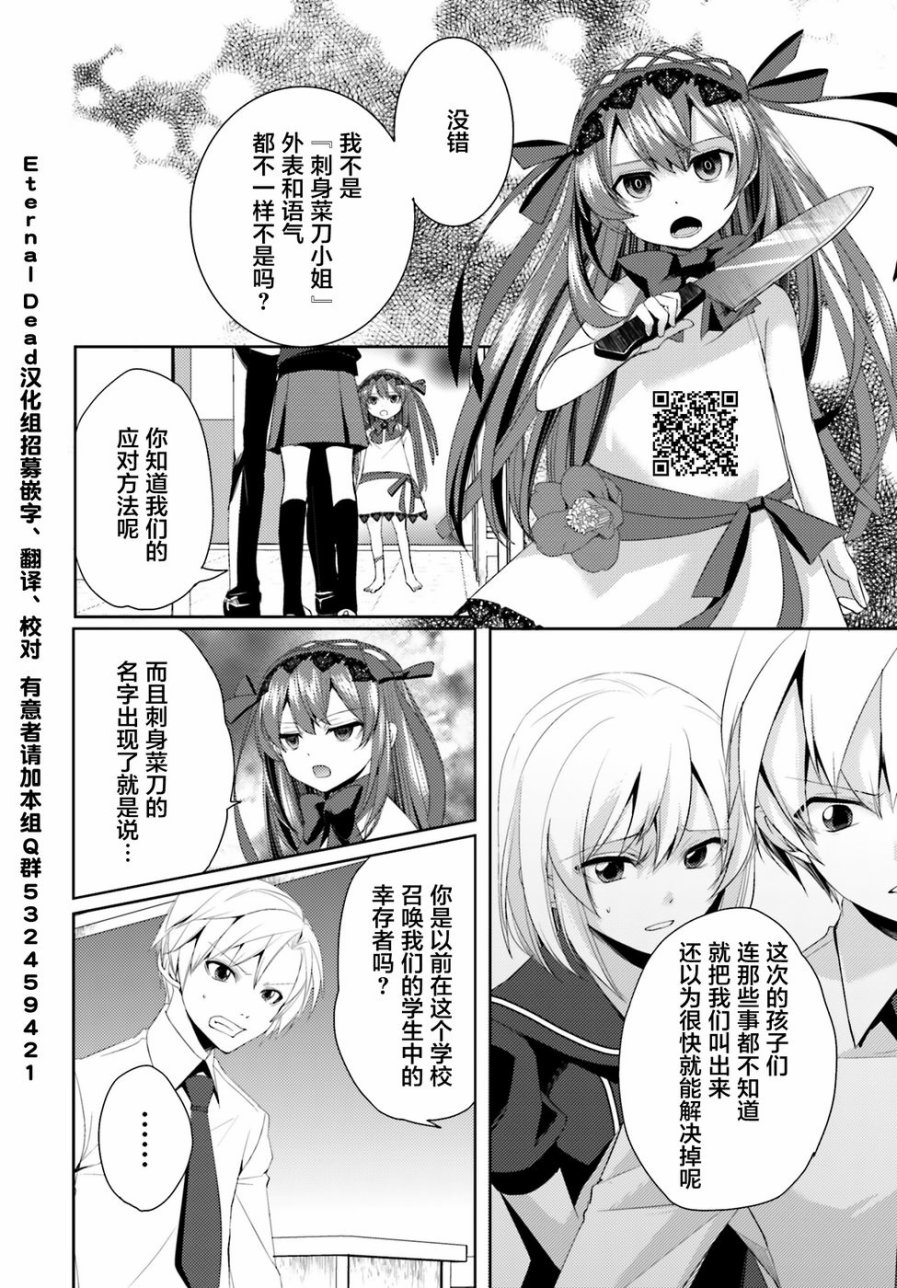 没错
我不是
『刺身菜刀小姐』
外表和语气
都不一样不是吗？
你知道我们的
应对方法呢
这次的孩子们
连那些事都不知道
就把我们叫出来
还以为很快就能解决掉呢
而且刺身菜刀的
名字出现了就是说…
你是以前在这个学校
召唤我们的学生中的
幸存者吗？
……
Eternal Dead汉化组招募嵌字、翻译、校对 有意者请加本组Q群532459421